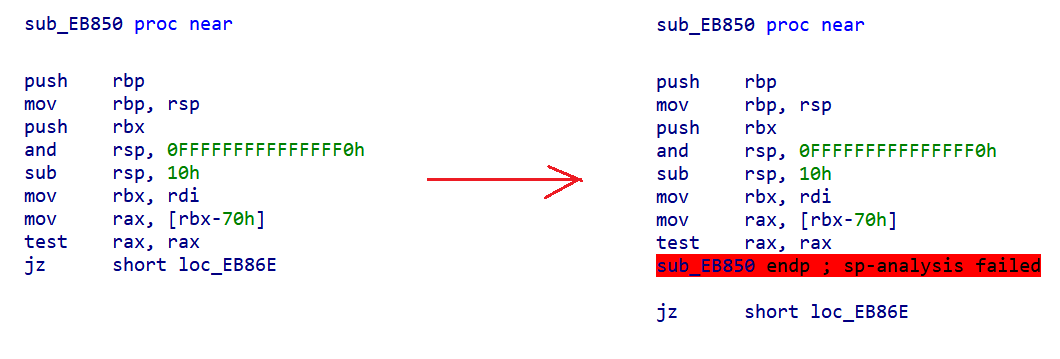 sub_EB850 proc near
push rbp
mov rbp, rsp
push rbx
and rsp, 0FFFFFFFFFFFFFFF0h
sub rsp, 10h
mov rbx, rdi
mov rax, [rbx-70h]
test rax, rax
jz short loc_EB86E
sub_EB850 proc near
push rbp
mov rbp, rsp
push rbx
and rsp, 0FFFFFFFFFFFFFFF0h
sub rsp, 10h
mov rbx, rdi
mov rax, [rbx-70h]
test rax, rax
sub_EB850 endp ; sp-analysis failed
jz short loc_EB86E